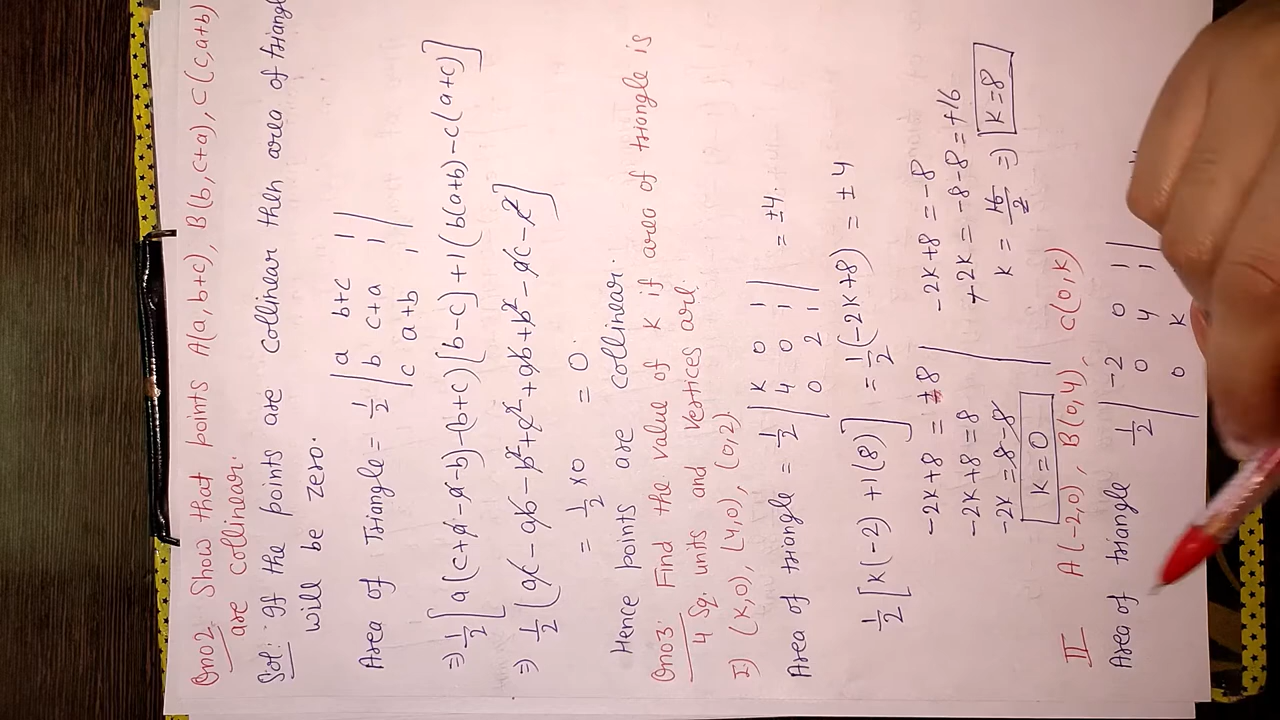 Qno2. Show that points A(a, b+c), B(b, c+a), C(c, a+b)
are collinear.
Sol: If the points are collinear then area of triangle
will be zero.
Area of Triangle = 1/2 | a b+c 1 |
| b c+a 1 |
| c a+b 1 |
⇒ 1/2 [a(c+a-a-b)-(b+c)[b-c]+1(b(a+b)-c(a+c)]
⇒ 1/2 [ac-ab-b²+c²+ab+b²-ac-c²]
= 1/2 × 0 = 0.
Hence points are collinear.
Qno3. Find the value of K if area of triangle is
4 Sq. units and vertices are.
I) (K,0), (4,0), (0,2).
Area of triangle = 1/2 | K 0 1 | = ±4.
| 4 0 1 |
| 0 2 1 |
1/2 [K(-2)+1(8)] = 1/2(-2K+8) = ±4
-2K+8 = ±8
-2K+8 = 8
-2K = 8-8
K=0
-2K+8 = -8
+2K = -8-8 = +16
K = 16/2 ⇒ K=8
II A(-2,0), B(0,4), C(0,K)
Area of triangle 1/2 | -2 0 1 |
| 0 4 1 |
| 0 K